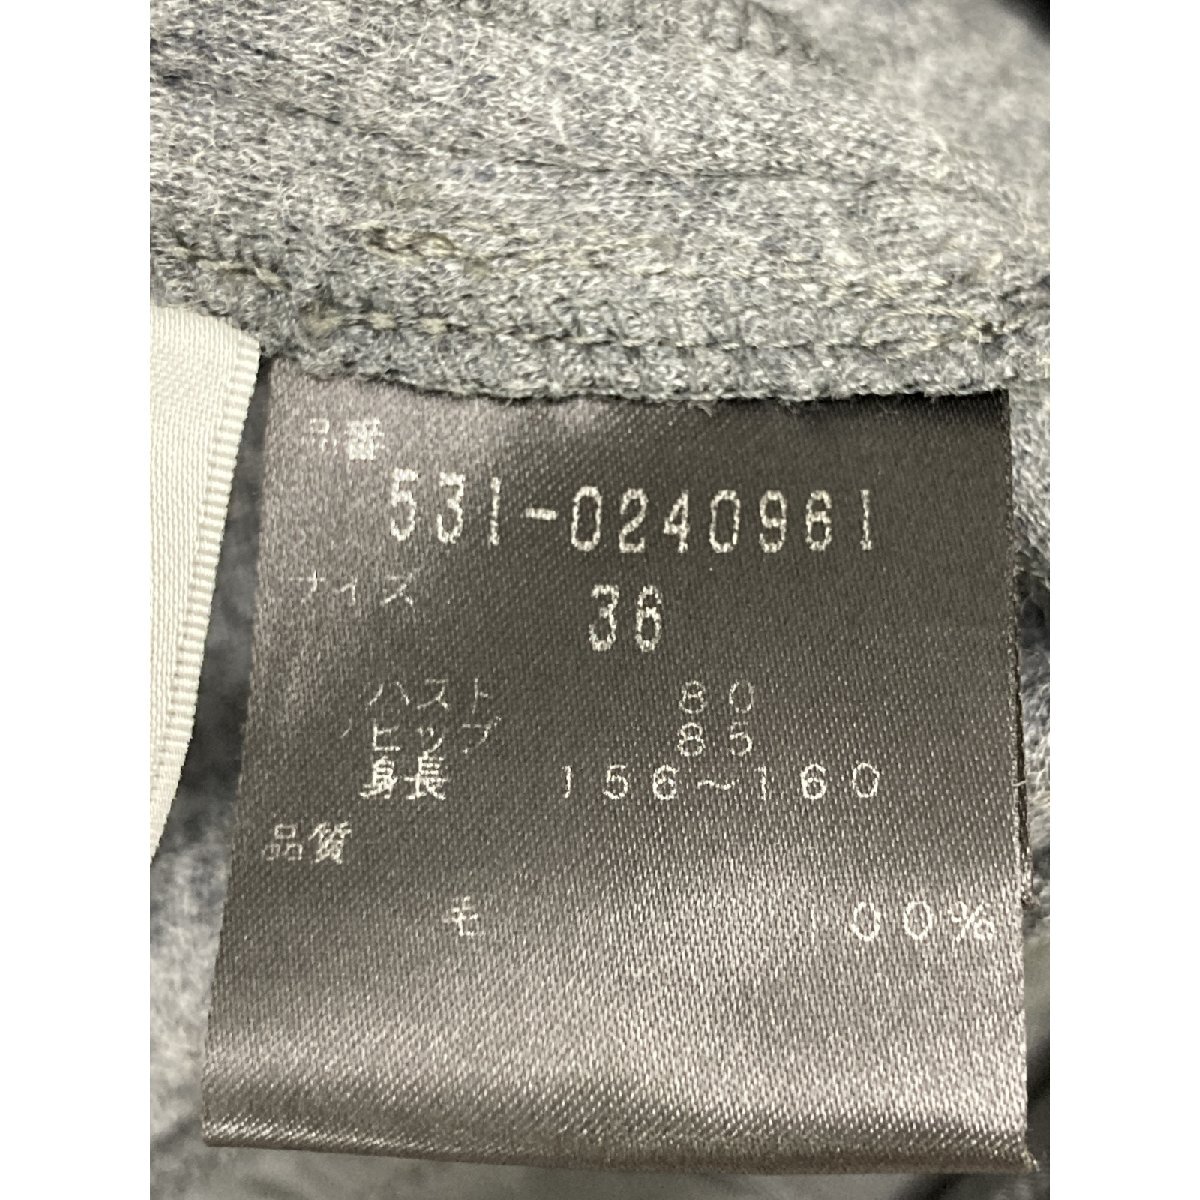 品番
531-0240961
サイズ 36
バスト 80
ヒップ 85
身長 156~160
品質
毛 100%